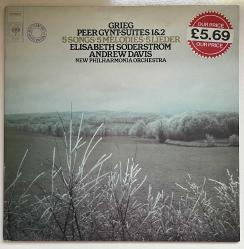 GRIEG
PEER GYNT·SUITES 1&2
5 SONGS·5 MELODIES·5 LIEDER
ELISABETH SODERSTROM
ANDREW DAVIS
NEW PHILHARMONIA ORCHESTRA
OUR PRICE
£5.69
OUR PRICE